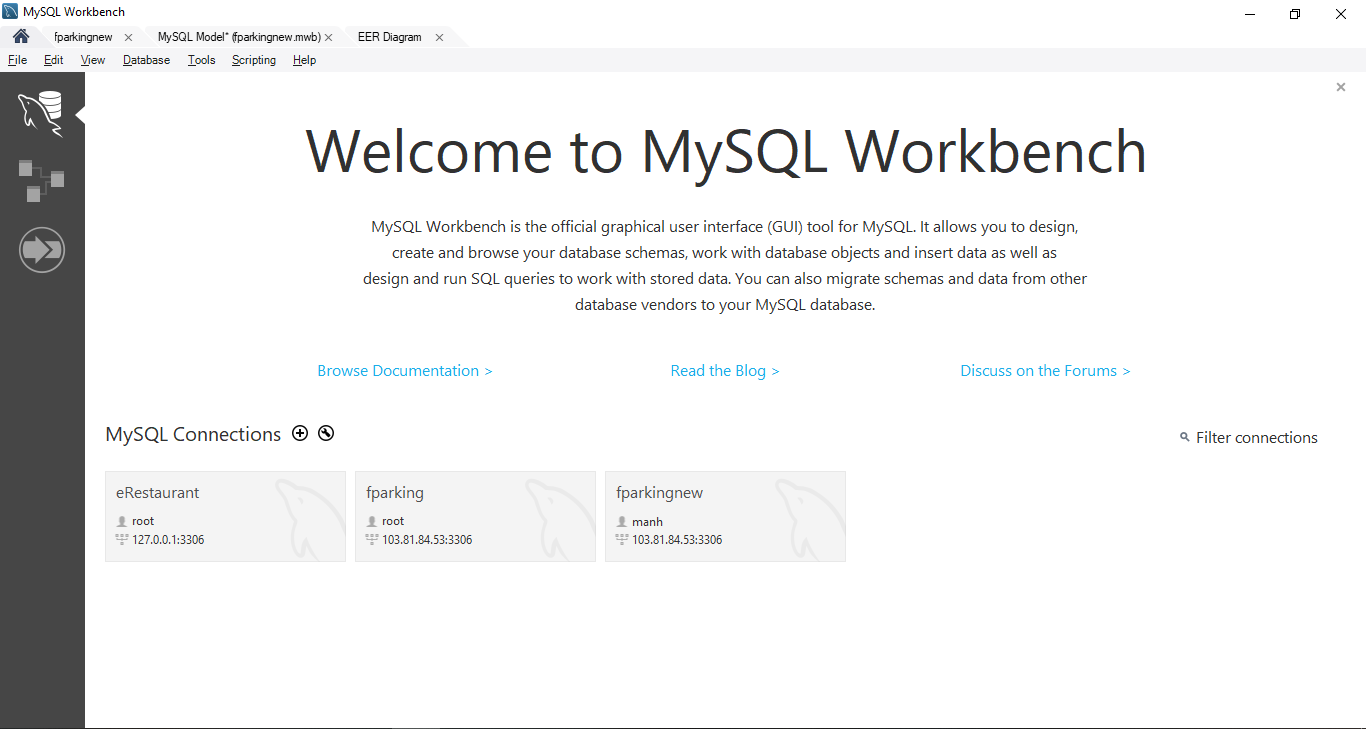 MySQL Workbench
fparkingnew
MySQL Model* (fparkingnew.mwb)
EER Diagram
File Edit View Database Tools Scripting Help
Welcome to MySQL Workbench
MySQL Workbench is the official graphical user interface (GUI) tool for MySQL. It allows you to design,
create and browse your database schemas, work with database objects and insert data as well as
design and run SQL queries to work with stored data. You can also migrate schemas and data from other
database vendors to your MySQL database.
Browse Documentation >
Read the Blog >
Discuss on the Forums >
MySQL Connections
Filter connections
eRestaurant
root
127.0.0.1:3306
fparking
root
103.81.84.53:3306
fparkingnew
manh
103.81.84.53:3306